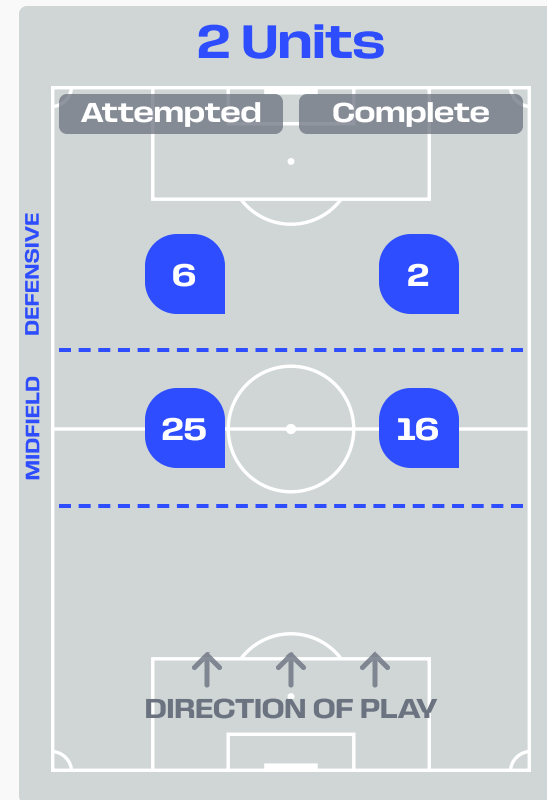 2 Units
Attempted Complete
DEFENSIVE
6 2
MIDFIELD
25 16
DIRECTION OF PLAY